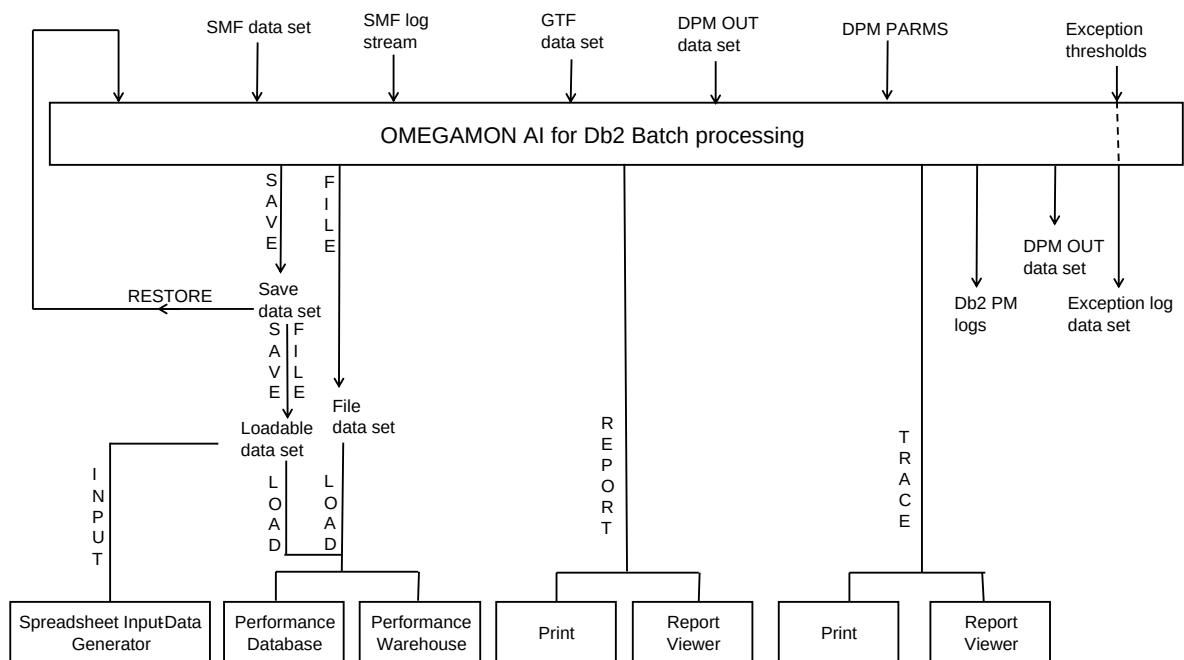 SMF data set
SMF log
stream
GTF
data set
DPM OUT
data set
DPM PARMS
Exception
thresholds
OMEGAMON AI for Db2 Batch processing
SAVE
FILE
DPM OUT
data set
RESTORE
Save
data set
Db2 PM
logs
Exception log
data set
SAVE
FILE
File
data set
Loadable
data set
REPORT
TRACE
INPUT
LOAD
LOAD
Spreadsheet Input-Data
Generator
Performance
Database
Performance
Warehouse
Print
Report
Viewer
Print
Report
Viewer